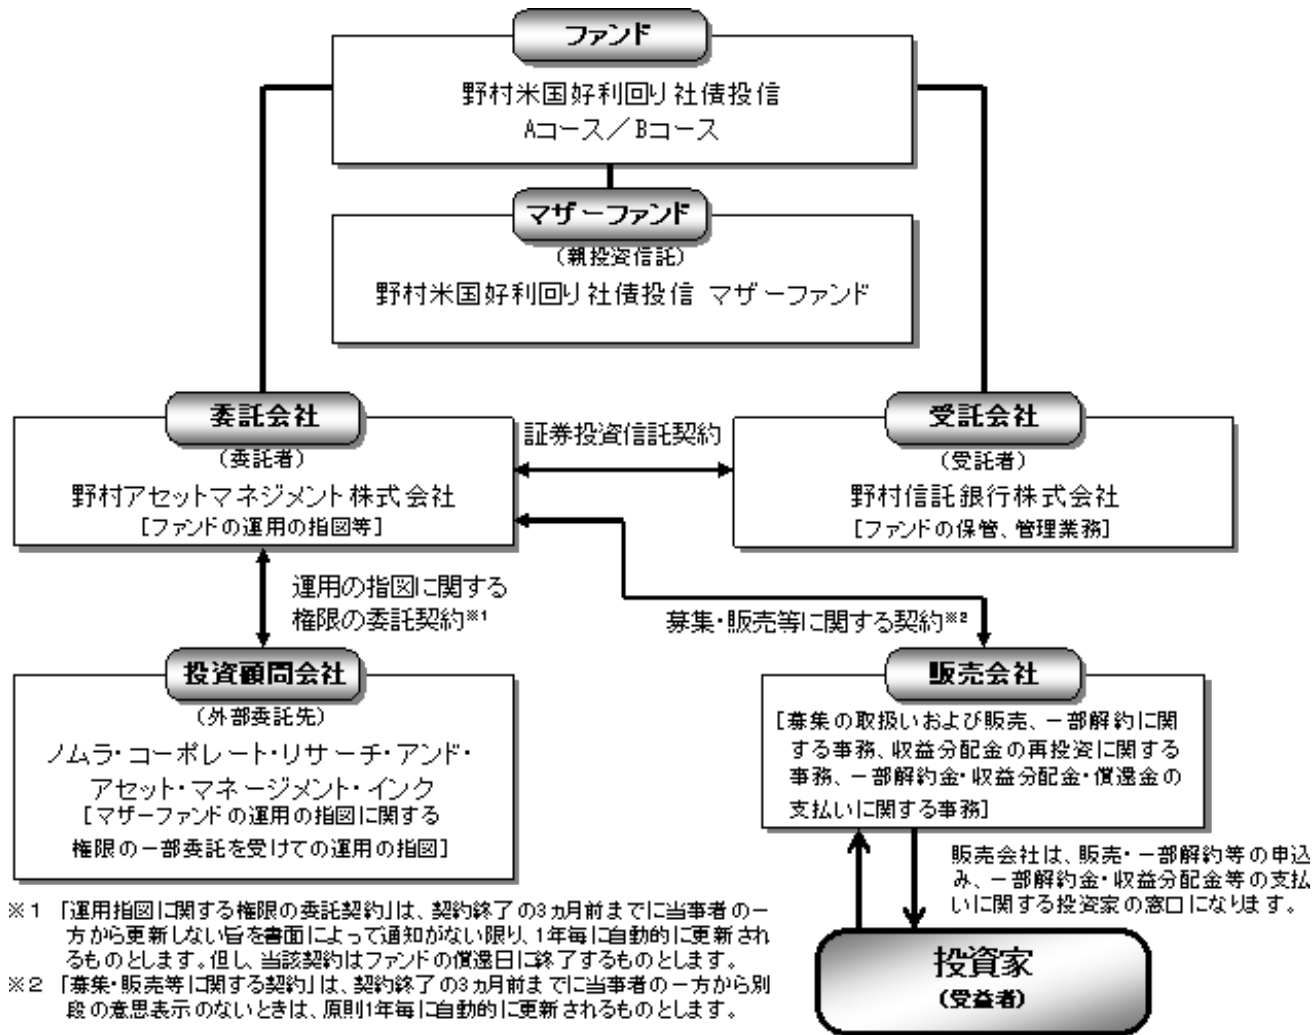 ファンド
野村米国好利回り社債投信
Aコース／Bコース
マザーファンド
（親投資信託）
野村米国好利回り社債投信 マザーファンド
委託会社
（委託者）
野村アセットマネジメント株式会社
［ファンドの運用の指図等］
証券投資信託契約
受託会社
（受託者）
野村信託銀行株式会社
［ファンドの保管、管理業務］
運用の指図に関する
権限の委託契約※1
募集・販売等に関する契約※2
投資顧問会社
（外部委託先）
ノムラ・コーポレート・リサーチ・アンド・
アセット・マネージメント・インク
［マザーファンドの運用の指図に関する
権限の一部委託を受けての運用の指図］
販売会社
［募集の取扱いおよび販売、一部解約に関
する事務、収益分配金の再投資に関する
事務、一部解約金・収益分配金・償還金の
支払いに関する事務］
販売会社は、販売・一部解約等の申込
み、一部解約金・収益分配金等の支払
いに関する投資家の窓口になります。
投資家
（受益者）
※1 「運用指図に関する権限の委託契約」は、契約終了の3ヵ月前までに当事者の一
方から更新しない旨を書面によって通知がない限り、1年毎に自動的に更新され
るものとします。但し、当該契約はファンドの償還日に終了するものとします。
※2 「募集・販売等に関する契約」は、契約終了の3ヵ月前までに当事者の一方から別
段の意思表示のないときは、原則1年毎に自動的に更新されるものとします。